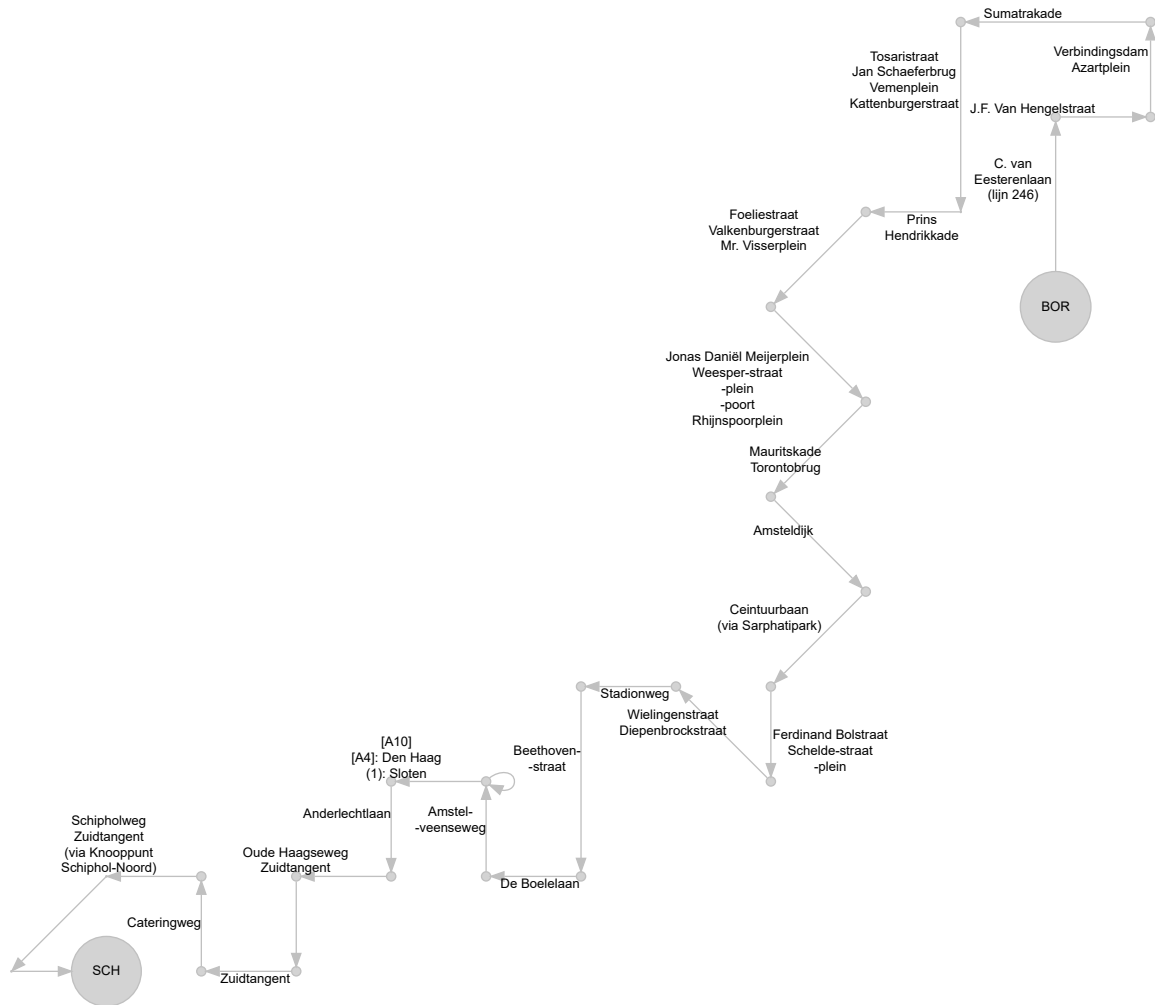 Sumatrakade
Tosaristraat
Jan Schaeferbrug
Vemenplein
Kattenburgerstraat
Verbindingsdam
Azartplein
J.F. Van Hengelstraat
C. van
Eesterenlaan
(lijn 246)
Prins
Hendrikkade
Foeliestraat
Valkenburgerstraat
Mr. Visserplein
BOR
Jonas Daniël Meijerplein
Weesper-straat
-plein
-poort
Rhijnspoorplein
Mauritskade
Torontobrug
Amsteldijk
Ceintuurbaan
(via Sarphatipark)
Stadionweg
Wielingenstraat
Diepenbrockstraat
Ferdinand Bolstraat
Schelde-straat
-plein
Beethoven-
-straat
[A10]
[A4]: Den Haag
(1): Sloten
Anderlechtlaan
Amstel-
-veenseweg
De Boelelaan
Oude Haagseweg
Zuidtangent
Schipholweg
Zuidtangent
(via Knooppunt
Schiphol-Noord)
Cateringweg
Zuidtangent
SCH